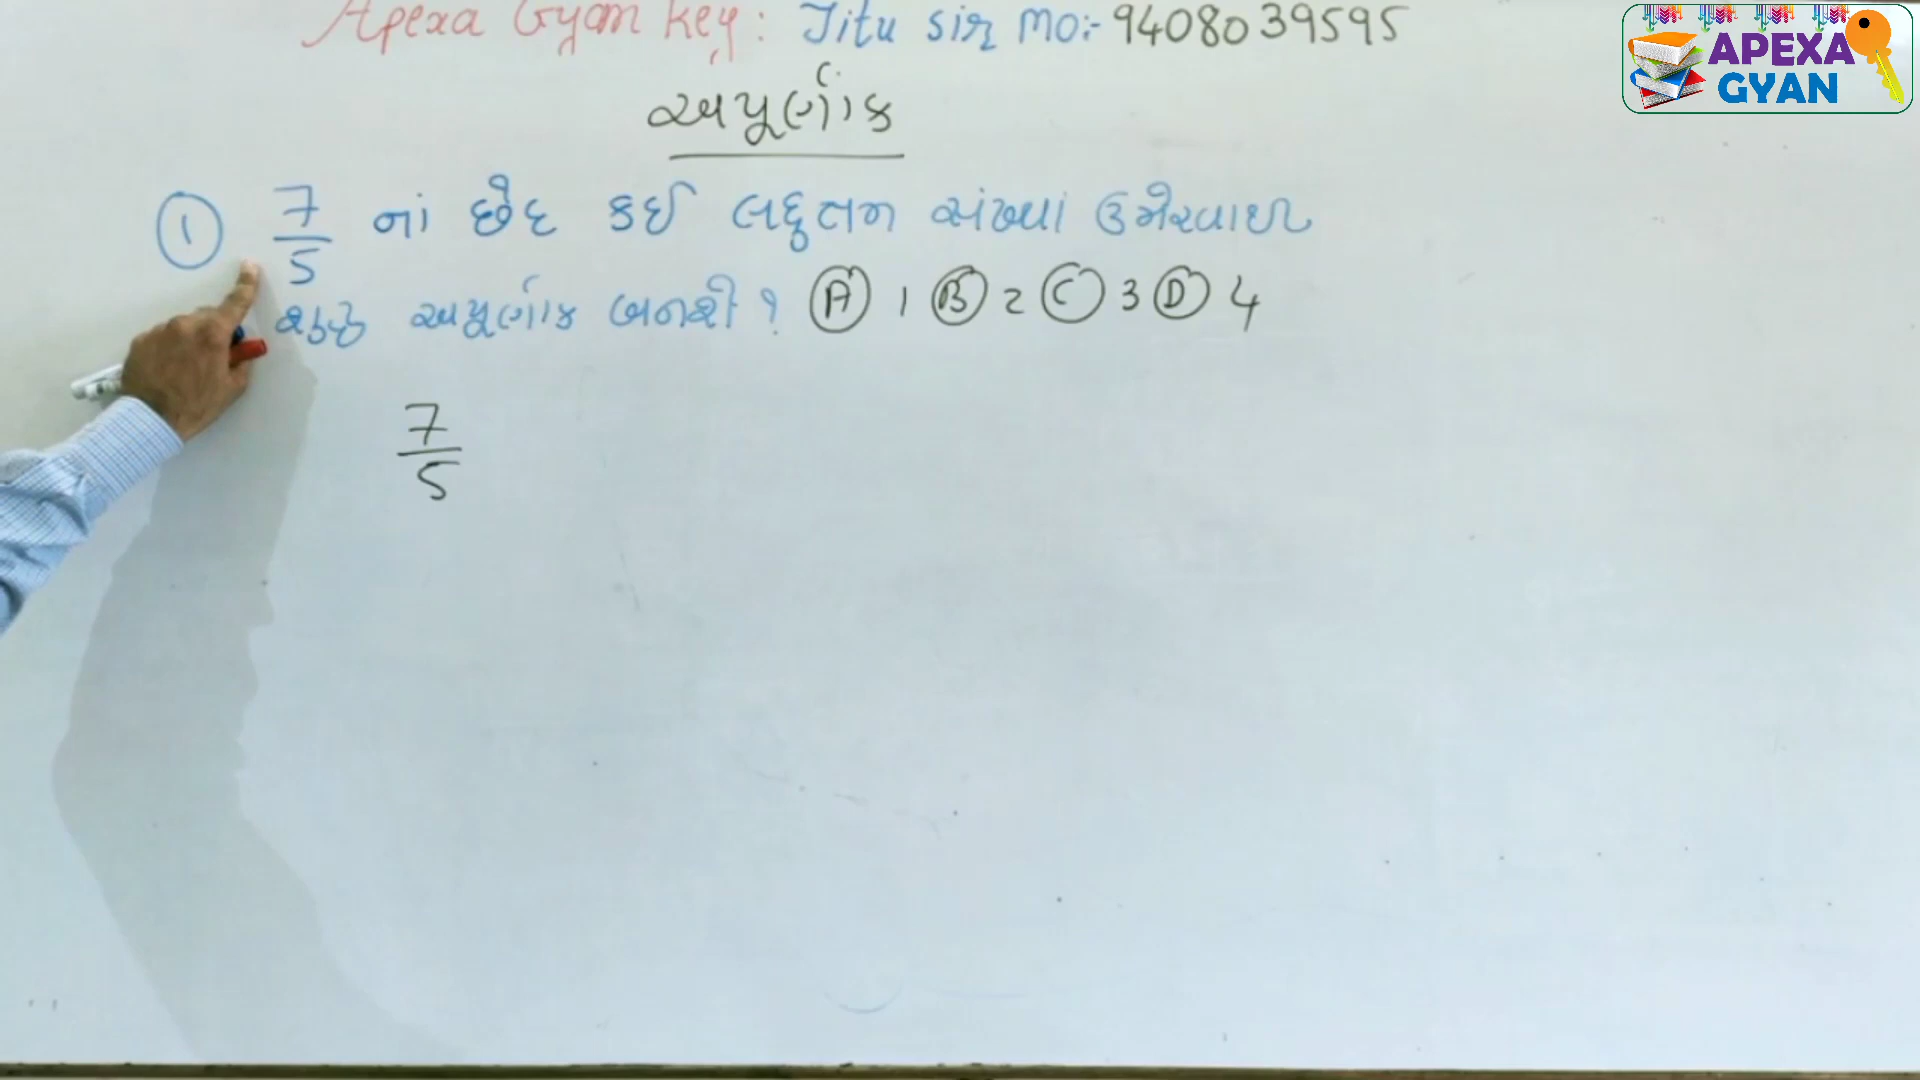 Apexa Gyan Key: Jitu sir mo:- 9408039595
APEXA
GYAN
અપૂર્ણાંક
① 7/5 નાં છેદ કઈ લઘુત્તમ સંખ્યા ઉમેરવાથી
શુદ્ધ અપૂર્ણાંક બનશે? Ⓐ 1 Ⓑ 2 Ⓒ 3 Ⓓ 4
7/5